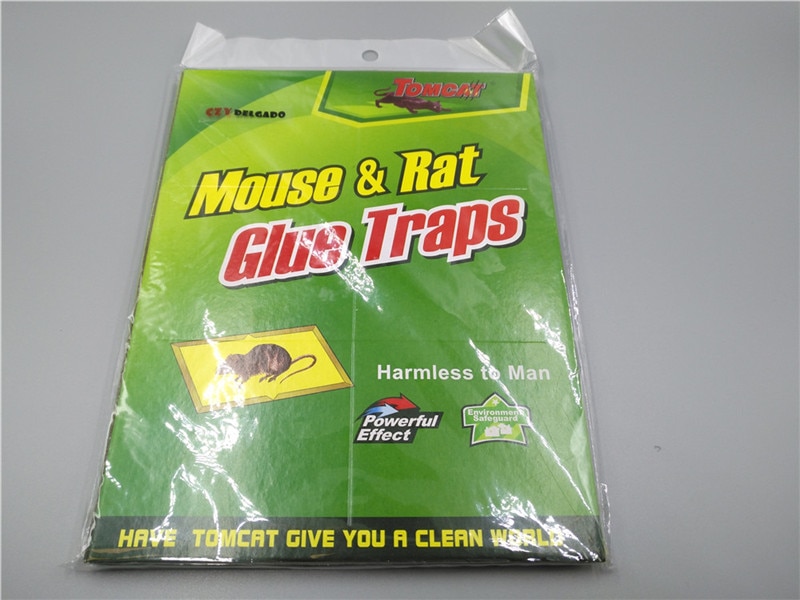 TOMCAT
CZY DELGADO
Mouse & Rat
Glue Traps
Harmless to Man
Powerful
Effect
Environment
Safeguard
HAVE TOMCAT GIVE YOU A CLEAN WORLD